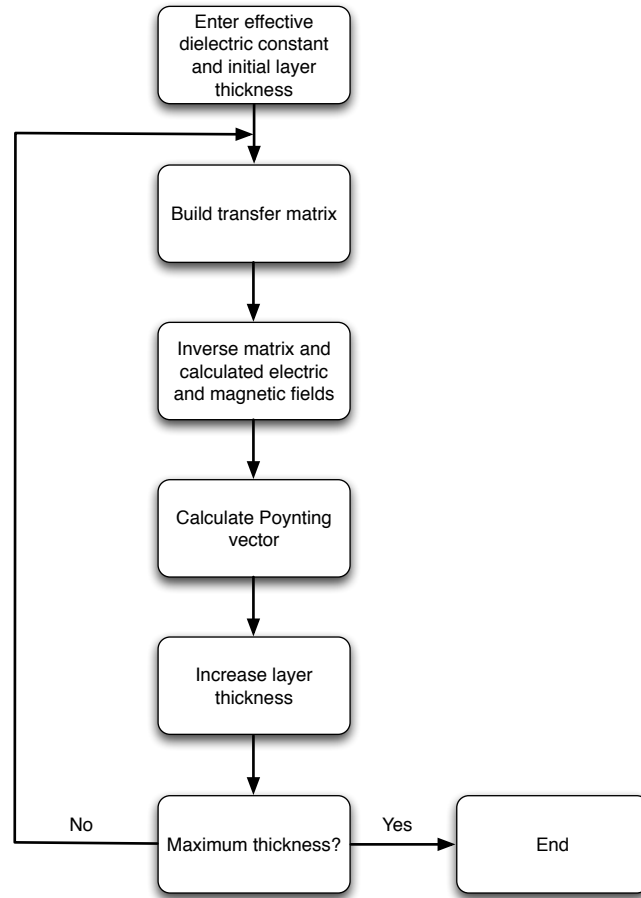 Enter effective
dielectric constant
and initial layer
thickness
Build transfer matrix
Inverse matrix and
calculated electric
and magnetic fields
Calculate Poynting
vector
Increase layer
thickness
No
Maximum thickness?
Yes
End